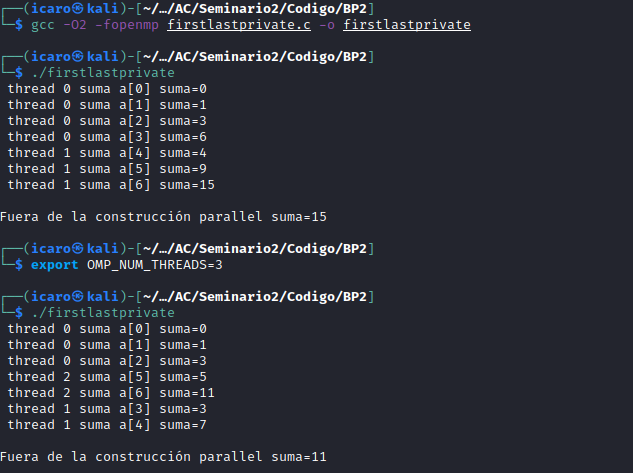 ┌──(icaro㉿kali)-[~/…/AC/Seminario2/Codigo/BP2]
└─$ gcc -O2 -fopenmp firstlastprivate.c -o firstlastprivate
┌──(icaro㉿kali)-[~/…/AC/Seminario2/Codigo/BP2]
└─$ ./firstlastprivate
thread 0 suma a[0] suma=0
thread 0 suma a[1] suma=1
thread 0 suma a[2] suma=3
thread 0 suma a[3] suma=6
thread 1 suma a[4] suma=4
thread 1 suma a[5] suma=9
thread 1 suma a[6] suma=15
Fuera de la construcción parallel suma=15
┌──(icaro㉿kali)-[~/…/AC/Seminario2/Codigo/BP2]
└─$ export OMP_NUM_THREADS=3
┌──(icaro㉿kali)-[~/…/AC/Seminario2/Codigo/BP2]
└─$ ./firstlastprivate
thread 0 suma a[0] suma=0
thread 0 suma a[1] suma=1
thread 0 suma a[2] suma=3
thread 2 suma a[5] suma=5
thread 2 suma a[6] suma=11
thread 1 suma a[3] suma=3
thread 1 suma a[4] suma=7
Fuera de la construcción parallel suma=11